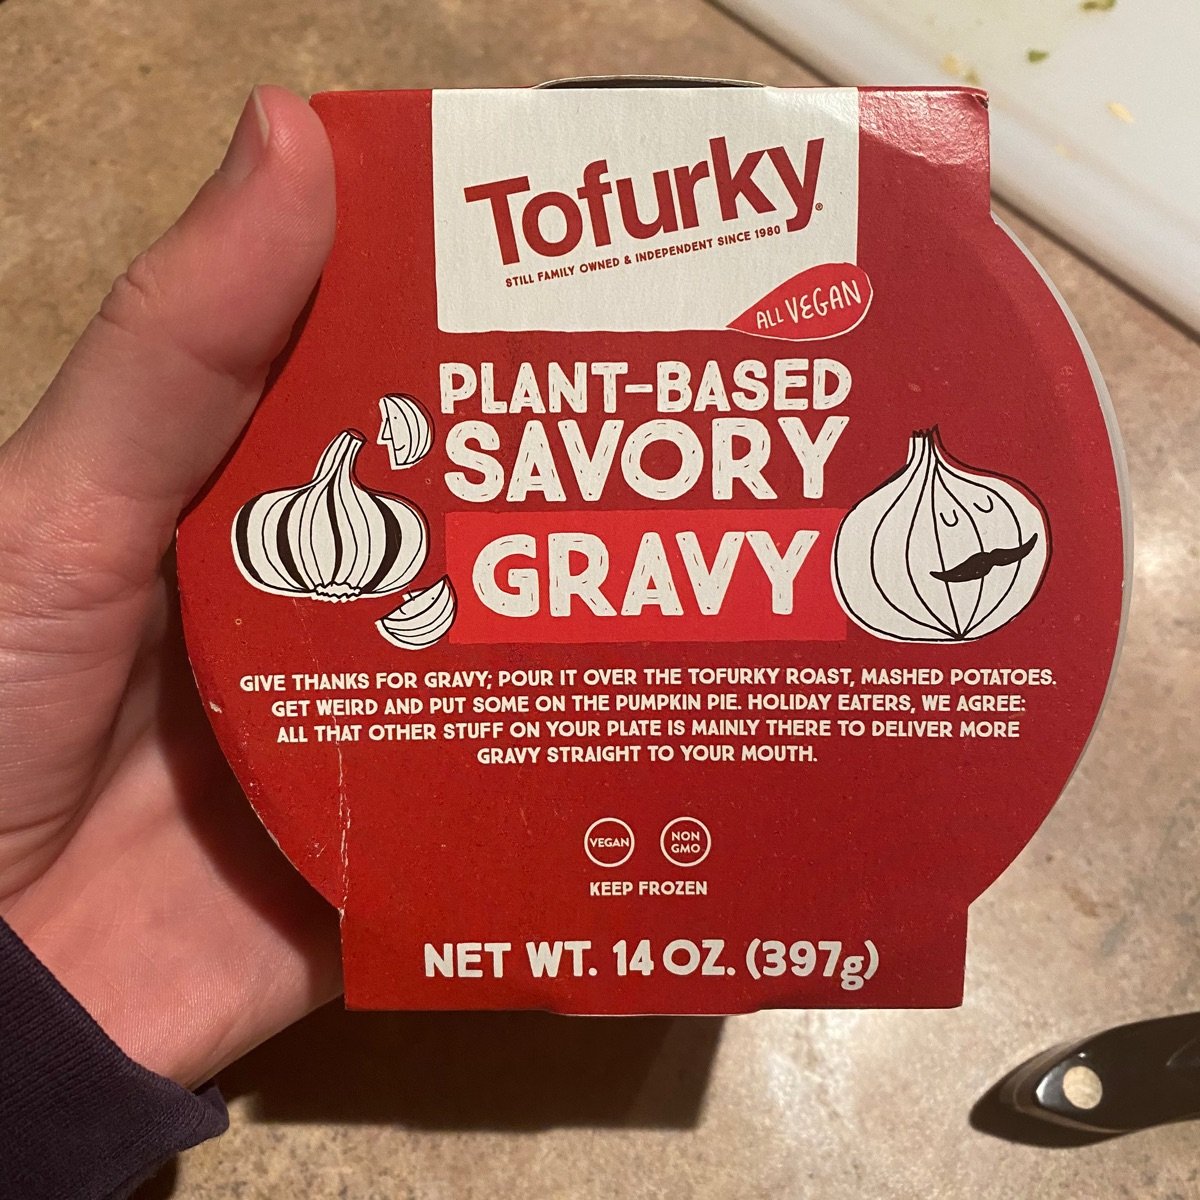 Tofurky®
STILL FAMILY OWNED & INDEPENDENT SINCE 1980
ALL VEGAN
PLANT-BASED
SAVORY
GRAVY
GIVE THANKS FOR GRAVY; POUR IT OVER THE TOFURKY ROAST, MASHED POTATOES.
GET WEIRD AND PUT SOME ON THE PUMPKIN PIE. HOLIDAY EATERS, WE AGREE:
ALL THAT OTHER STUFF ON YOUR PLATE IS MAINLY THERE TO DELIVER MORE
GRAVY STRAIGHT TO YOUR MOUTH.
VEGAN
NON
GMO
KEEP FROZEN
NET WT. 14 OZ. (397g)